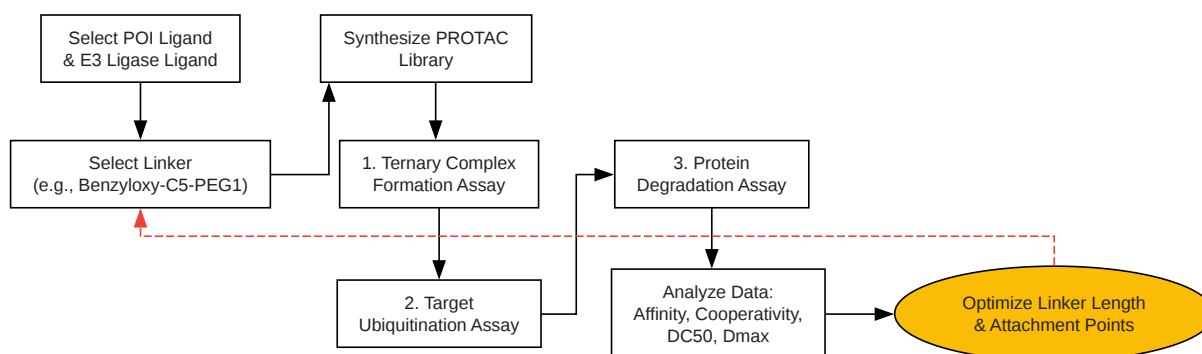 Select POI Ligand
& E3 Ligase Ligand
Select Linker
(e.g., Benzyloxy-C5-PEG1)
Synthesize PROTAC
Library
1. Ternary Complex
Formation Assay
2. Target
Ubiquitination Assay
3. Protein
Degradation Assay
Analyze Data:
Affinity, Cooperativity,
DC50, Dmax
Optimize Linker Length
& Attachment Points